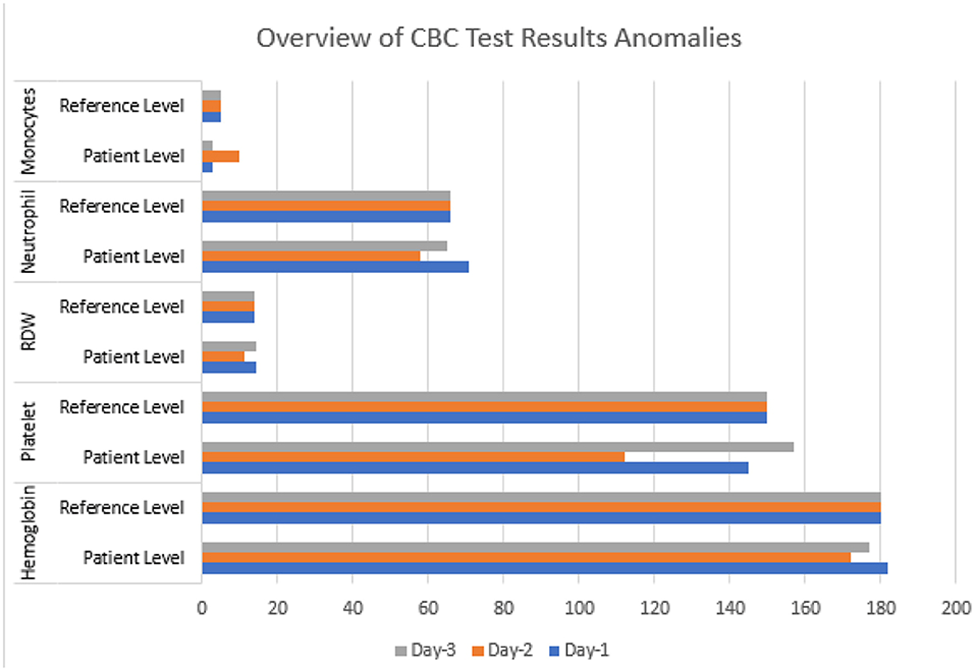 Overview of CBC Test Results Anomalies
Monocytes
Reference Level
Patient Level
Neutrophil
Reference Level
Patient Level
RDW
Reference Level
Patient Level
Platelet
Reference Level
Patient Level
Hemoglobin
Reference Level
Patient Level
0 20 40 60 80 100 120 140 160 180 200
Day-3 Day-2 Day-1